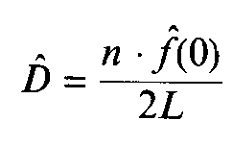 D̂ = n · f̂(0) / 2L